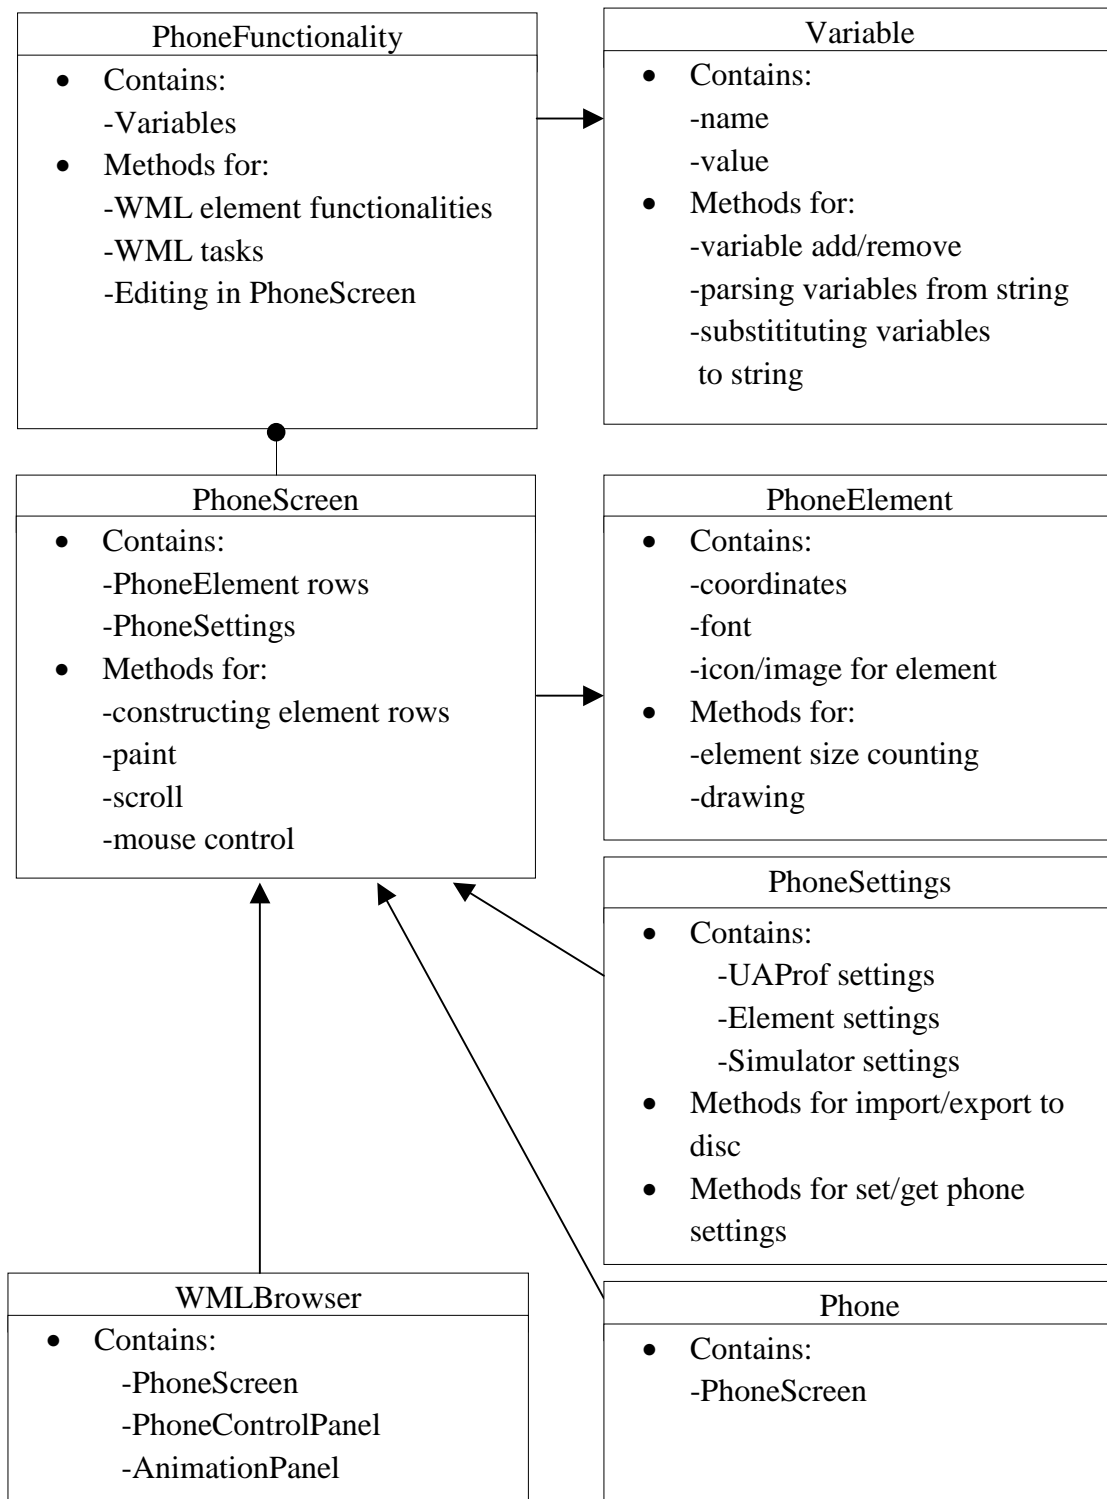 PhoneFunctionality
• Contains:
-Variables
• Methods for:
-WML element functionalities
-WML tasks
-Editing in PhoneScreen
Variable
• Contains:
-name
-value
• Methods for:
-variable add/remove
-parsing variables from string
-substitituting variables
to string
PhoneScreen
• Contains:
-PhoneElement rows
-PhoneSettings
• Methods for:
-constructing element rows
-paint
-scroll
-mouse control
PhoneElement
• Contains:
-coordinates
-font
-icon/image for element
• Methods for:
-element size counting
-drawing
PhoneSettings
• Contains:
-UAProf settings
-Element settings
-Simulator settings
• Methods for import/export to
disc
• Methods for set/get phone
settings
WMLBrowser
• Contains:
-PhoneScreen
-PhoneControlPanel
-AnimationPanel
Phone
• Contains:
-PhoneScreen